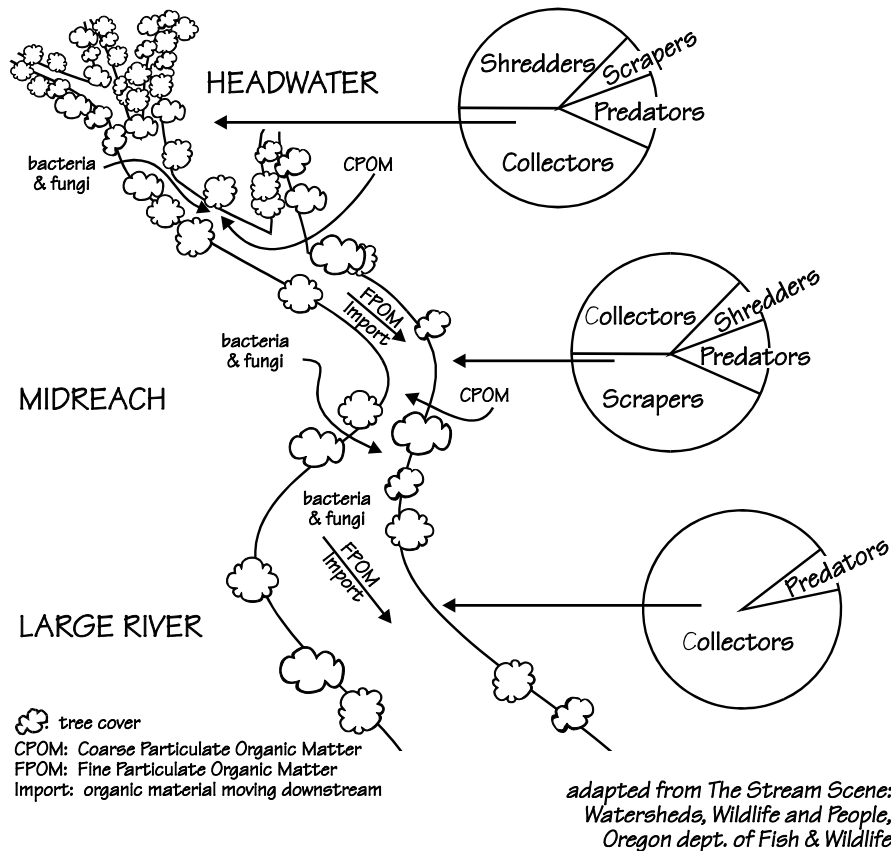 HEADWATER
Shredders
Scrapers
Predators
Collectors
bacteria
& fungi
CPOM
FPOM
Import
Collectors
Shredders
Predators
Scrapers
bacteria
& fungi
CPOM
MIDREACH
bacteria
& fungi
FPOM
Import
Predators
Collectors
LARGE RIVER
tree cover
CPOM: Coarse Particulate Organic Matter
FPOM: Fine Particulate Organic Matter
Import: organic material moving downstream
adapted from The Stream Scene:
Watersheds, Wildlife and People,
Oregon dept. of Fish & Wildlife